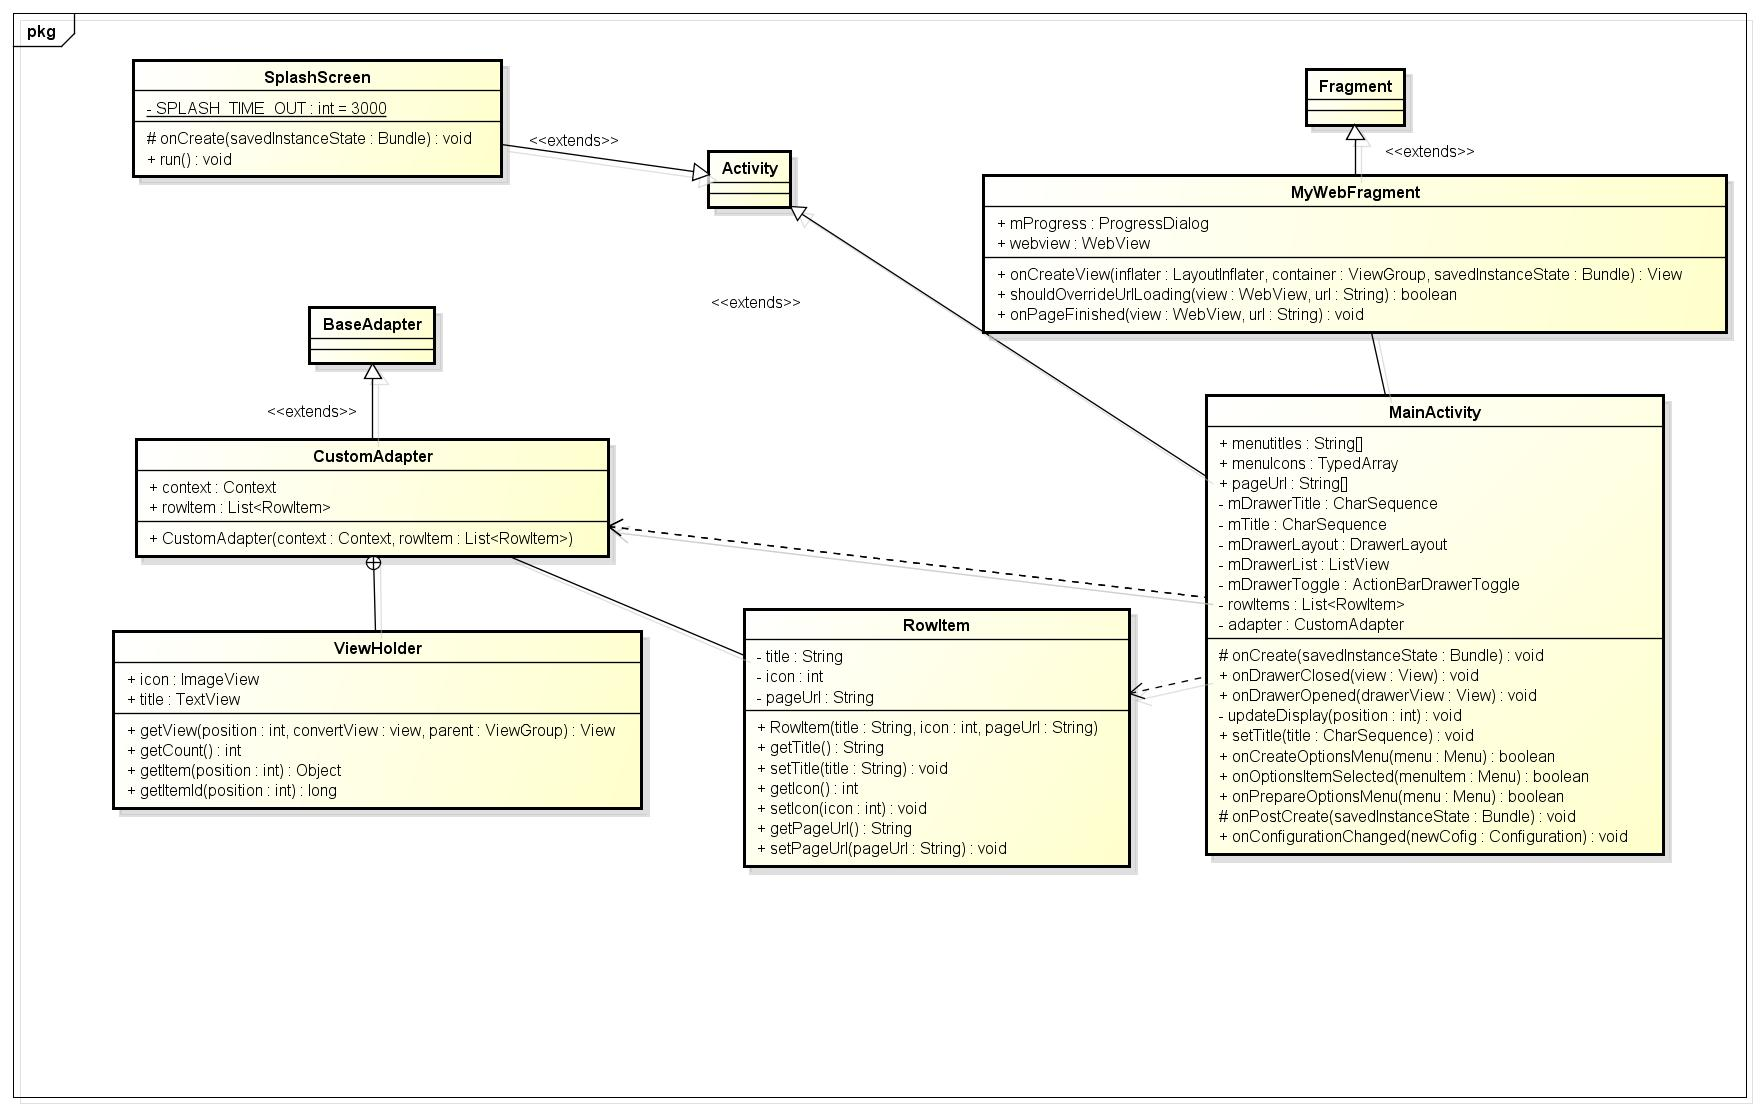 pkg
SplashScreen
- SPLASH_TIME_OUT : int = 3000
# onCreate(savedInstanceState : Bundle) : void
+ run() : void
<<extends>>
Activity
Fragment
<<extends>>
MyWebFragment
+ mProgress : ProgressDialog
+ webview : WebView
+ onCreateView(inflater : LayoutInflater, container : ViewGroup, savedInstanceState : Bundle) : View
+ shouldOverrideUrlLoading(view : WebView, url : String) : boolean
+ onPageFinished(view : WebView, url : String) : void
<<extends>>
BaseAdapter
<<extends>>
CustomAdapter
+ context : Context
+ rowItem : List<RowItem>
+ CustomAdapter(context : Context, rowItem : List<RowItem>)
MainActivity
+ menutitles : String[]
+ menuIcons : TypedArray
+ pageUrl : String[]
- mDrawerTitle : CharSequence
- mTitle : CharSequence
- mDrawerLayout : DrawerLayout
- mDrawerList : ListView
- mDrawerToggle : ActionBarDrawerToggle
- rowItems : List<RowItem>
- adapter : CustomAdapter
# onCreate(savedInstanceState : Bundle) : void
+ onDrawerClosed(view : View) : void
+ onDrawerOpened(drawerView : View) : void
- updateDisplay(position : int) : void
+ setTitle(title : CharSequence) : void
+ onCreateOptionsMenu(menu : Menu) : boolean
+ onOptionsItemSelected(menuItem : Menu) : boolean
+ onPrepareOptionsMenu(menu : Menu) : boolean
# onPostCreate(savedInstanceState : Bundle) : void
+ onConfigurationChanged(newCofig : Configuration) : void
ViewHolder
+ icon : ImageView
+ title : TextView
+ getView(position : int, convertView : view, parent : ViewGroup) : View
+ getCount() : int
+ getItem(position : int) : Object
+ getItemId(position : int) : long
RowItem
- title : String
- icon : int
- pageUrl : String
+ RowItem(title : String, icon : int, pageUrl : String)
+ getTitle() : String
+ setTitle(title : String) : void
+ getIcon() : int
+ setIcon(icon : int) : void
+ getPageUrl() : String
+ setPageUrl(pageUrl : String) : void